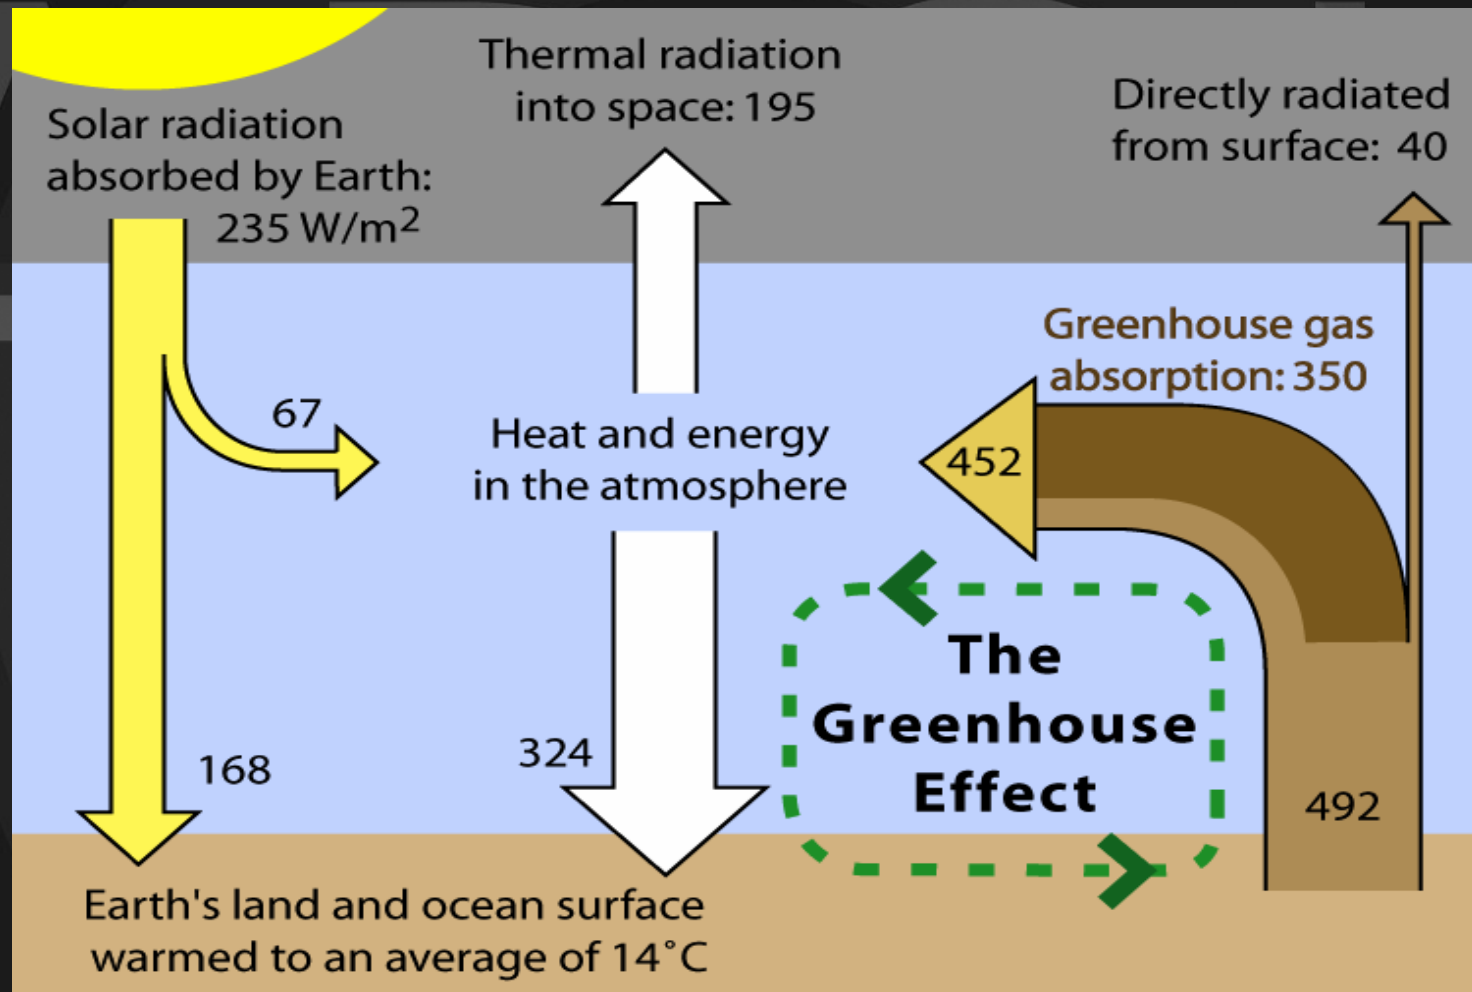 Thermal radiation
into space: 195
Directly radiated
from surface: 40
Solar radiation
absorbed by Earth:
235 W/m²
Greenhouse gas
absorption: 350
67
Heat and energy
in the atmosphere
452
The
Greenhouse
Effect
324
168
492
Earth's land and ocean surface
warmed to an average of 14˚C